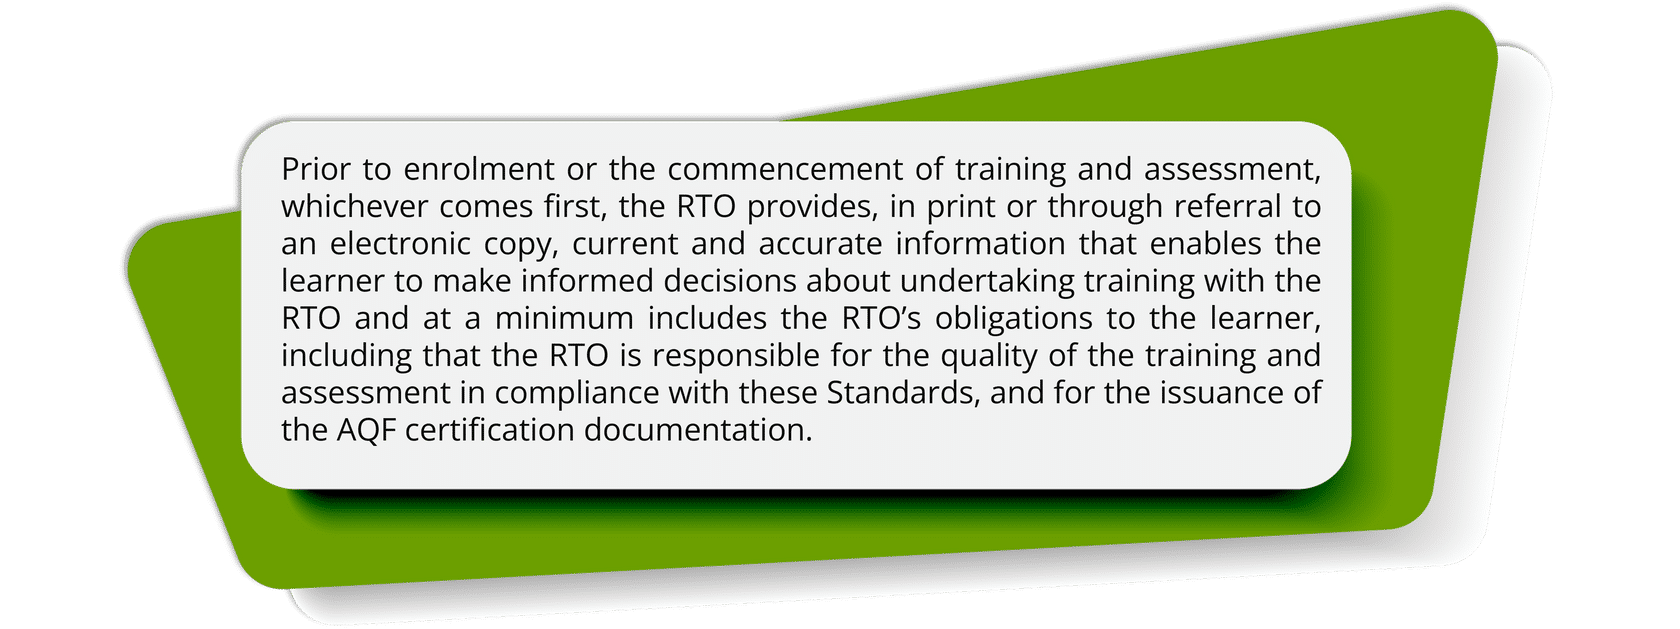 Prior to enrolment or the commencement of training and assessment,
whichever comes first, the RTO provides, in print or through referral to
an electronic copy, current and accurate information that enables the
learner to make informed decisions about undertaking training with the
RTO and at a minimum includes the RTO’s obligations to the learner,
including that the RTO is responsible for the quality of the training and
assessment in compliance with these Standards, and for the issuance of
the AQF certification documentation.